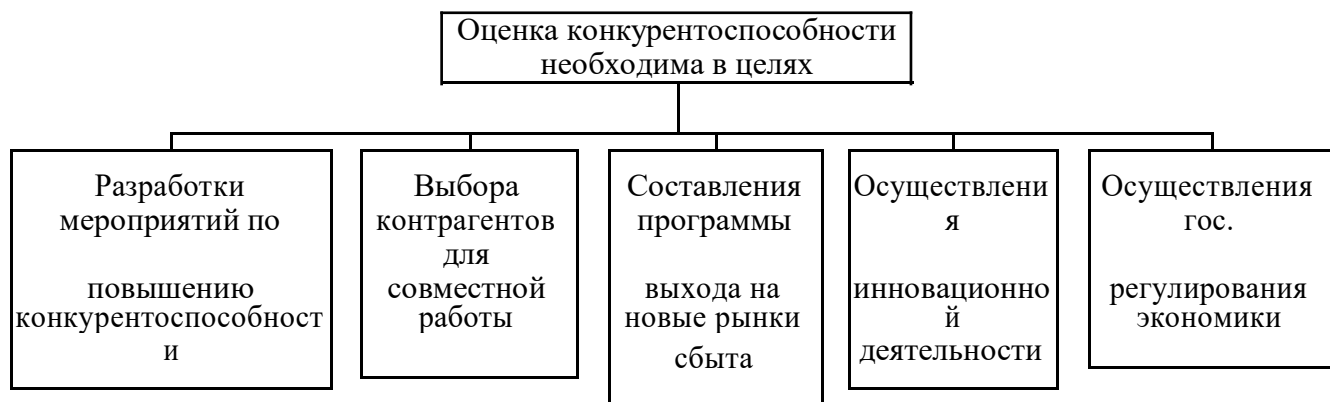 Оценка конкурентоспособности
необходима в целях
Разработки
мероприятий по
повышению
конкурентоспособност
и
Выбора
контрагентов
для
совместной
работы
Составления
программы
выхода на
новые рынки
сбыта
Осуществлени
я
инновационно
й
деятельности
Осуществления
гос.
регулирования
экономики